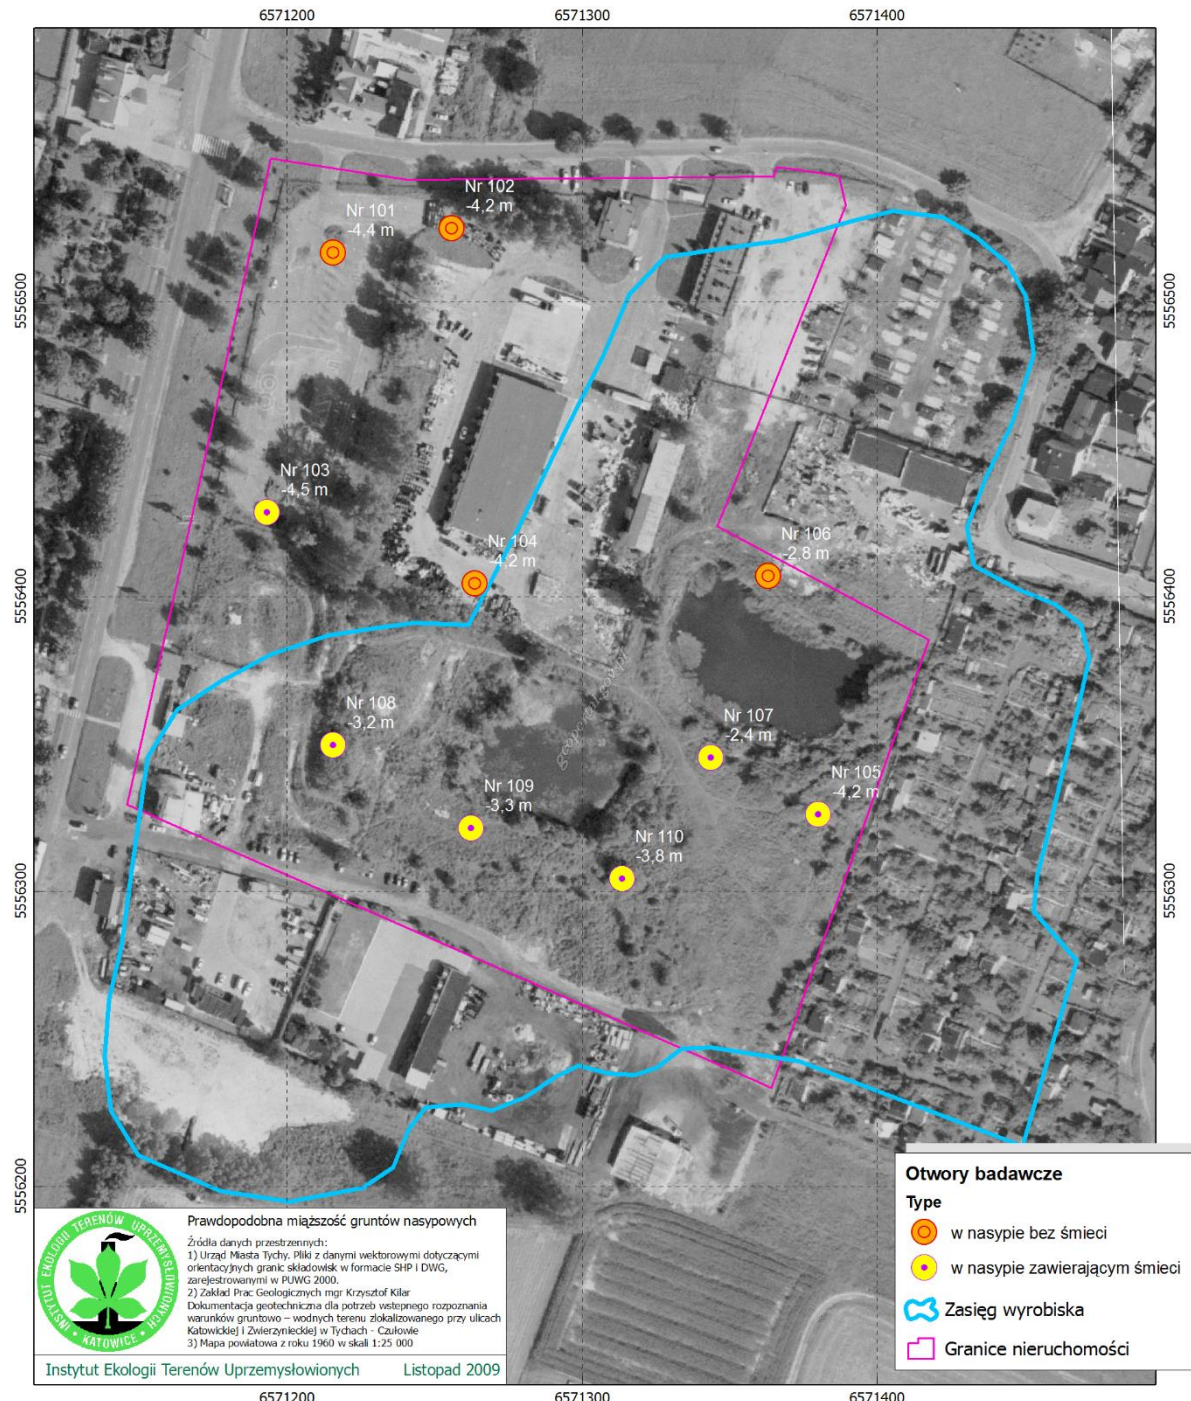 6571200
6571300
6571400
5556500
5556500
Nr 101
-4,4 m
Nr 102
-4,2 m
Nr 103
-4,5 m
Nr 104
-4,2 m
Nr 106
-2,8 m
5556400
5556400
Nr 108
-3,2 m
Nr 107
-2,4 m
Nr 109
-3,3 m
Nr 105
-4,2 m
Nr 110
-3,8 m
5556300
5556300
5556200
Otwory badawcze
Type
w nasypie bez śmieci
w nasypie zawierającym śmieci
Zasięg wyrobiska
Granice nieruchomości
INSTYTUT EKOLOGII TERENÓW UPRZEMYSŁOWIONYCH
• KATOWICE •
Prawdopodobna miąższość gruntów nasypowych
Źródła danych przestrzennych:
1) Urząd Miasta Tychy. Pliki z danymi wektorowymi dotyczącymi
orientacyjnych granic składowisk w formacie SHP i DWG,
zarejestrowanymi w PUWG 2000.
2) Zakład Prac Geologicznych mgr Krzysztof Kilar
Dokumentacja geotechniczna dla potrzeb wstepnego rozpoznania
warunków gruntowo – wodnych terenu zlokalizowanego przy ulicach
Katowickiej i Zwierzynieckiej w Tychach - Czułowie
3) Mapa powiatowa z roku 1960 w skali 1:25 000
Instytut Ekologii Terenów Uprzemysłowionych
Listopad 2009
6571200
6571300
6571400